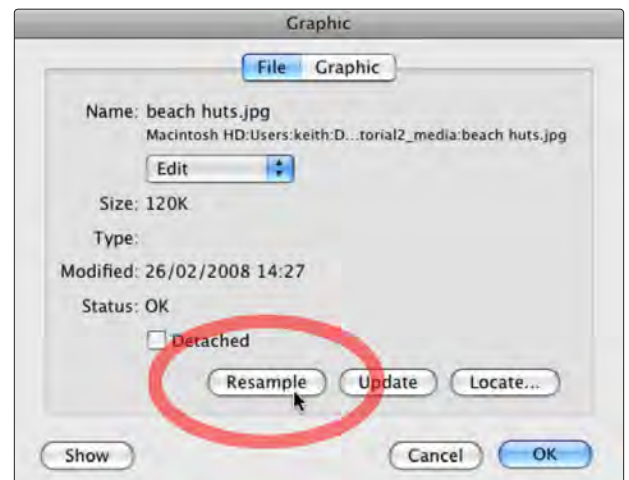 Graphic
File Graphic
Name: beach huts.jpg
Macintosh HD:Users:keith:D...torial2_media:beach huts.jpg
Edit
Size: 120K
Type:
Modified: 26/02/2008 14:27
Status: OK
Detached
Resample Update Locate...
Show Cancel OK